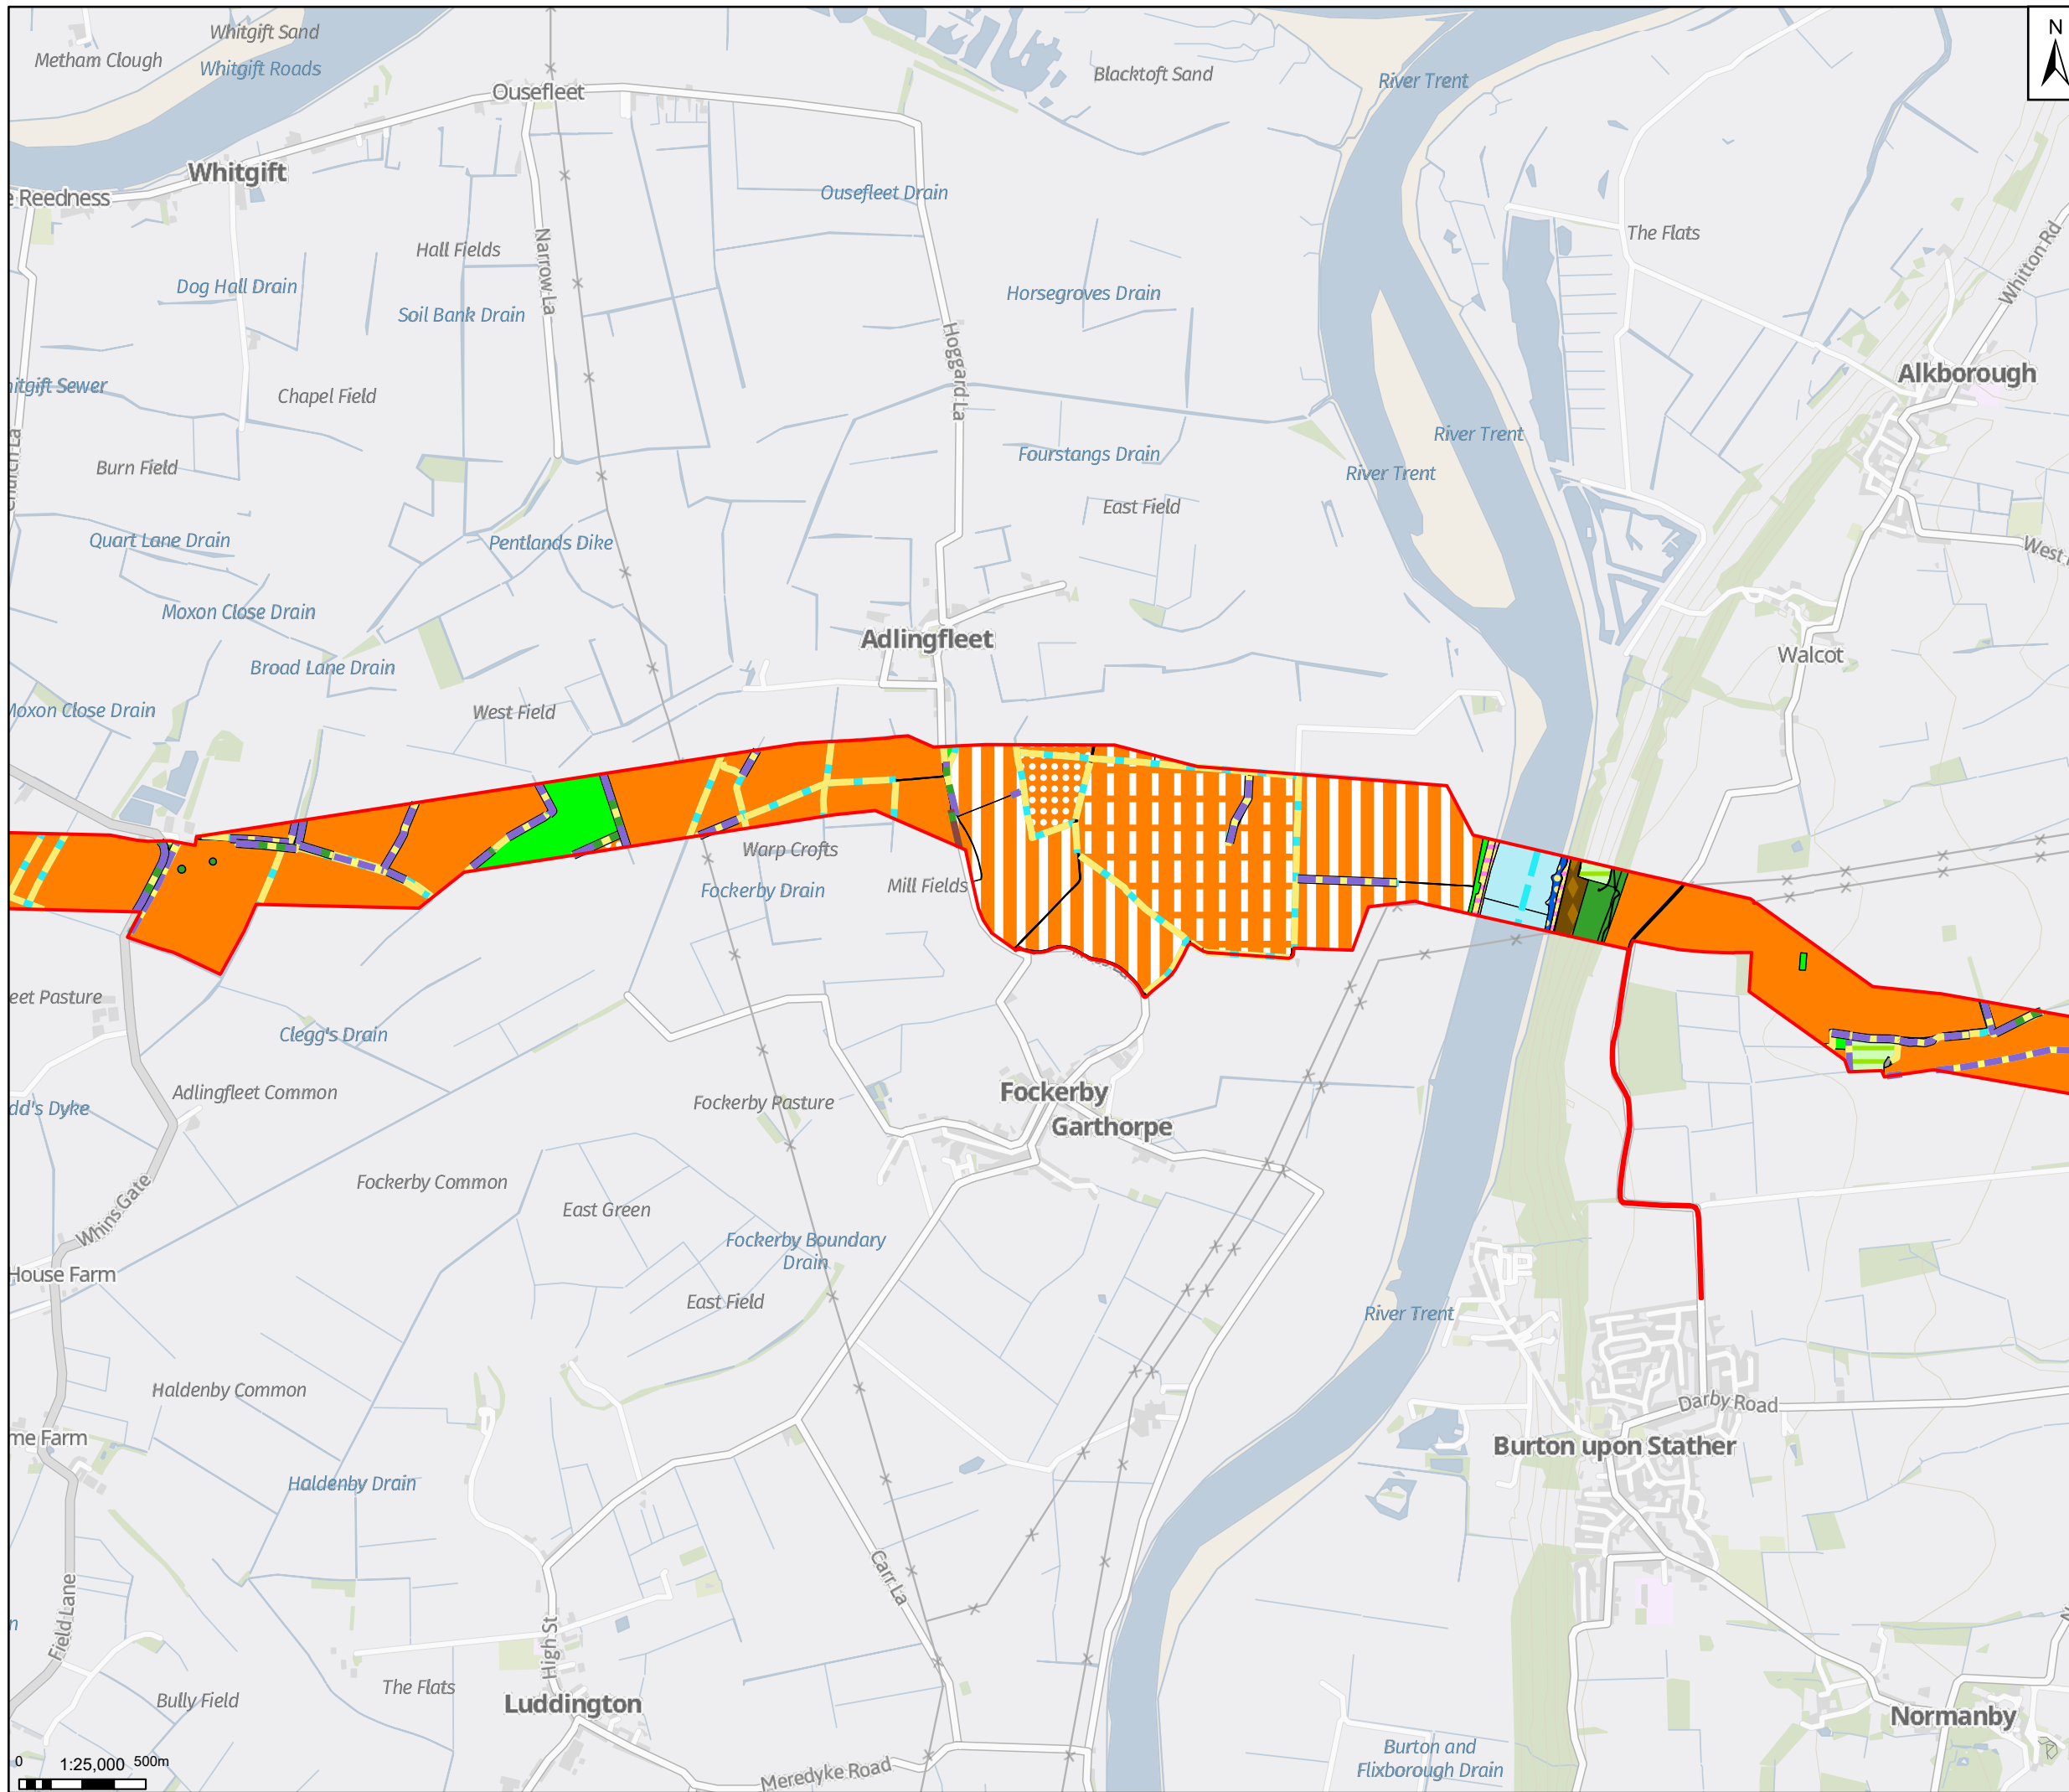 Whitgift Sand
Metham Clough
Whitgift Roads
N
Blacktoft Sand
River Trent
Ousefleet
Whitgift
Reedness
Ousefleet Drain
The Flats
Whitton Rd
Hall Fields
Narrow La
Dog Hall Drain
Soil Bank Drain
Horsegroves Drain
Hoggard La
Alkborough
Chapel Field
River Trent
Burn Field
Fourstangs Drain
River Trent
East Field
Quart Lane Drain
Pentlands Dike
West
Moxon Close Drain
Adlingfleet
Walcot
Broad Lane Drain
Moxon Close Drain
West Field
Warp Crofts
Fockerby Drain
Mill Fields
eet Pasture
Clegg's Drain
Adlingfleet Common
Fockerby
Fockerby Pasture
dd's Dyke
Garthorpe
Fockerby Common
Whins Gate
East Green
Fockerby Boundary
Drain
House Farm
East Field
River Trent
Haldenby Common
Darby Road
me Farm
Burton upon Stather
Haldenby Drain
Carr La
Field Lane
High St
The Flats
Bully Field
Luddington
Normanby
Burton and
Flixborough Drain
Meredyke Road
0 1:25,000 500m